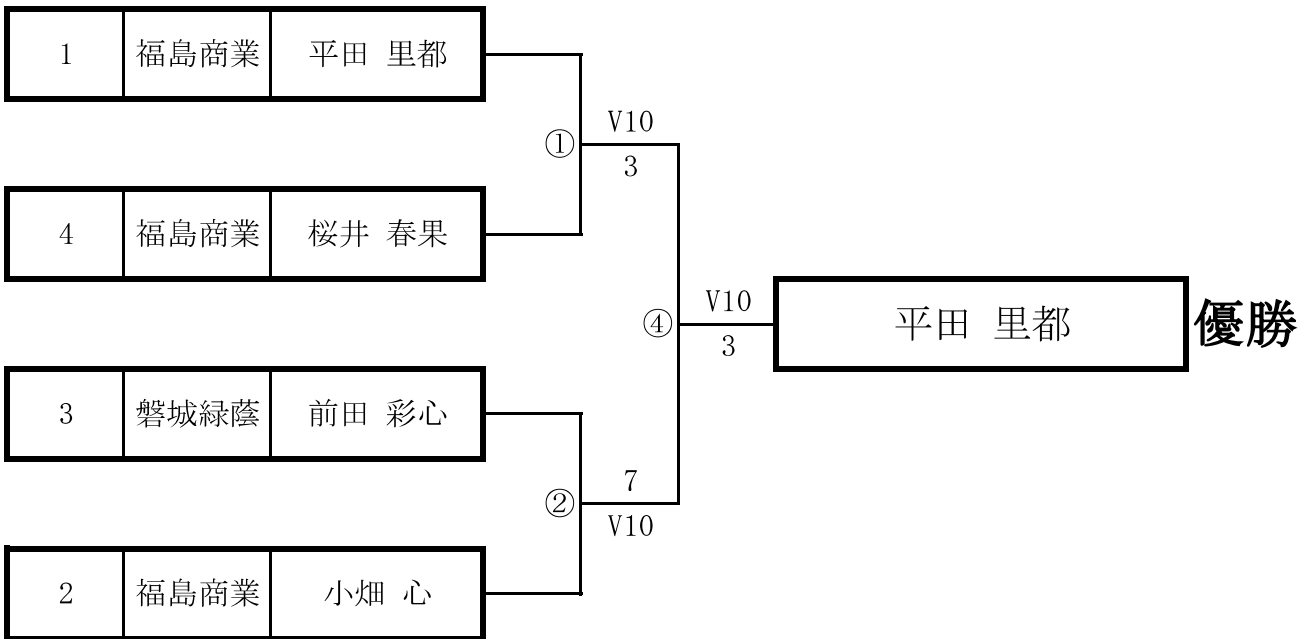 1 福島商業 平田 里都
V10
①
3
4 福島商業 桜井 春果
V10
④
3
平田 里都 優勝
3 磐城緑蔭 前田 彩心
7
②
V10
2 福島商業 小畑 心